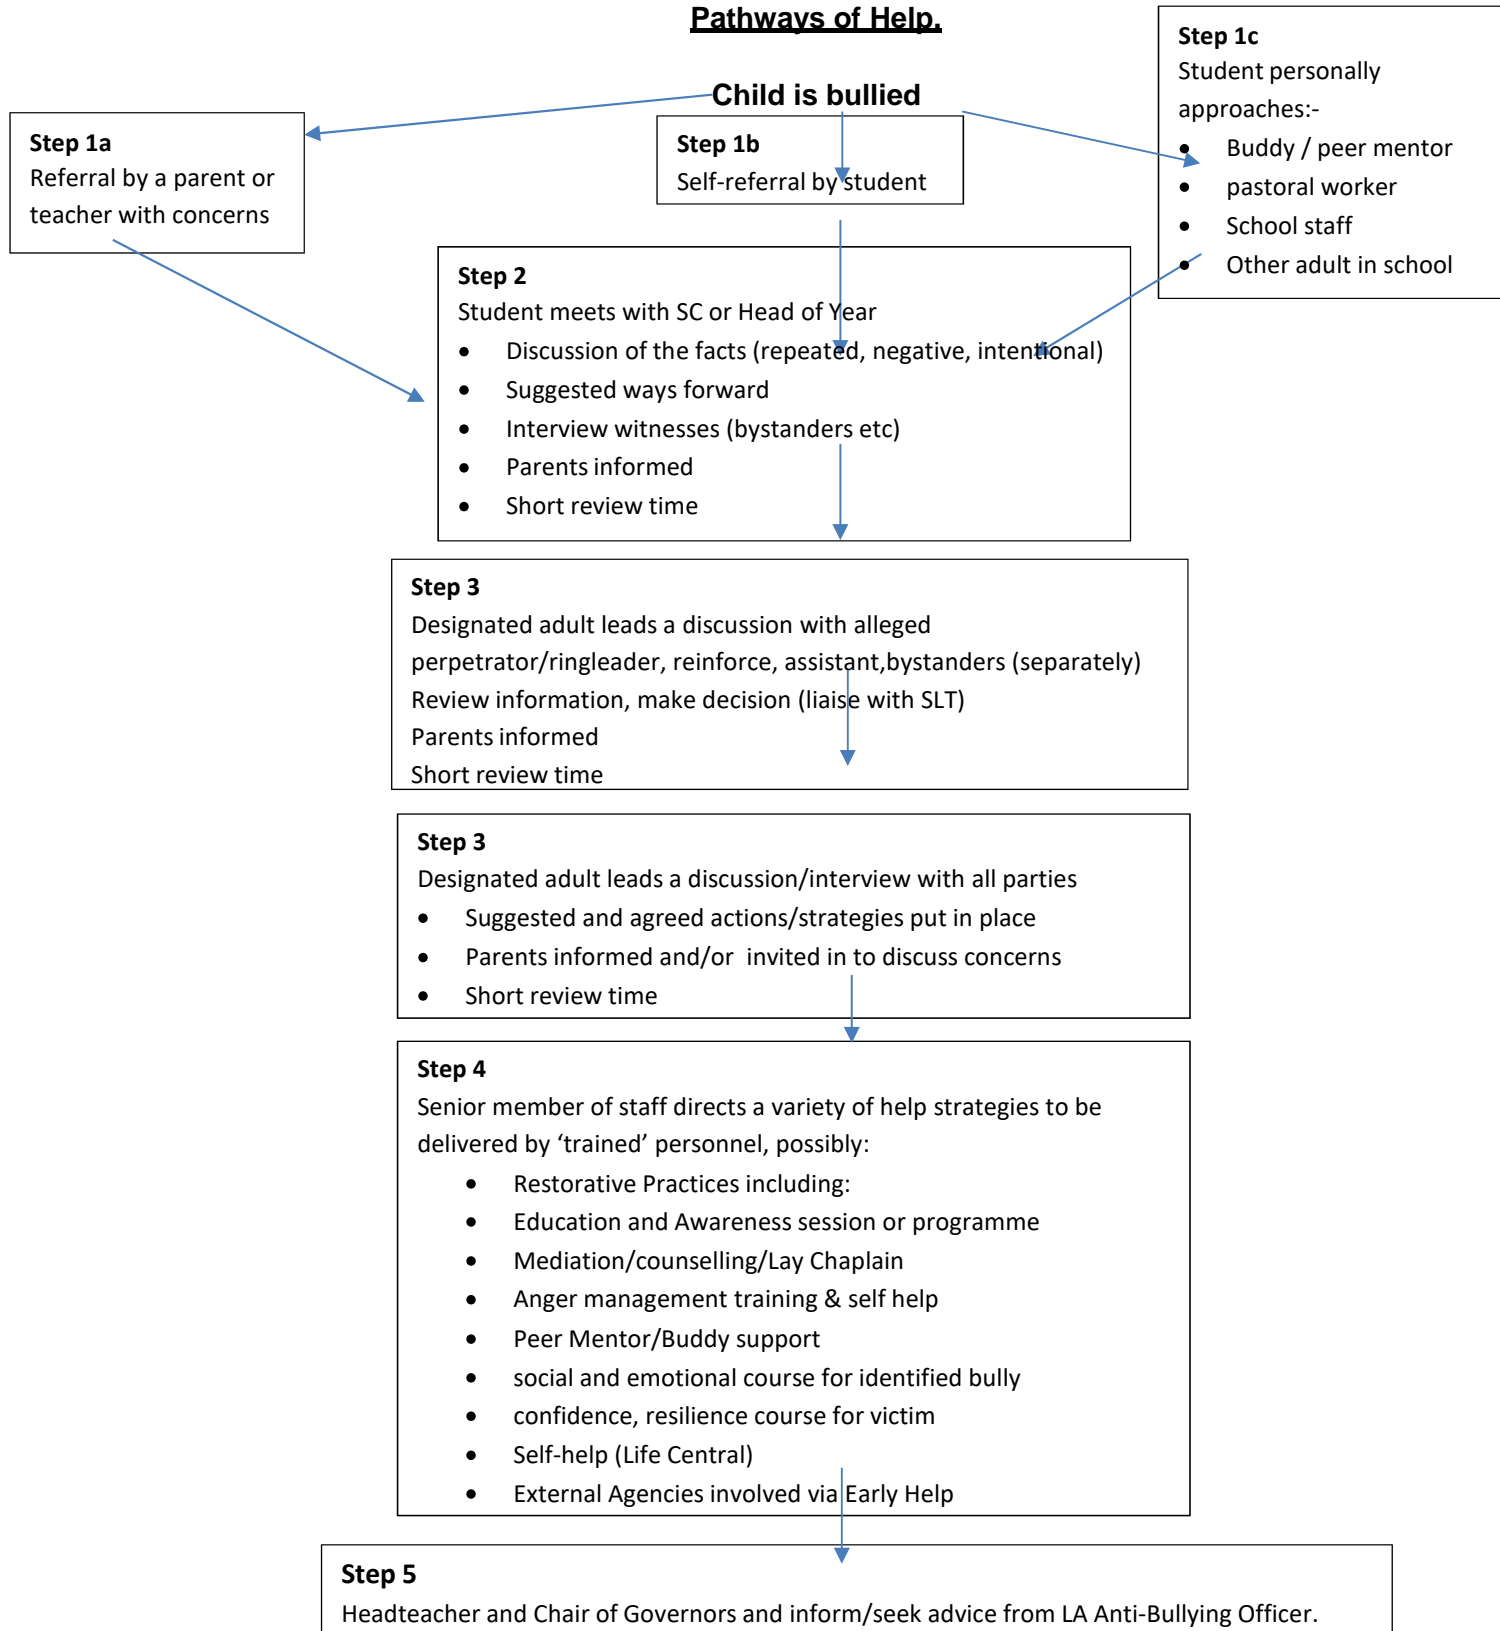 Pathways of Help.
Child is bullied
Step 1a
Referral by a parent or
teacher with concerns
Step 1b
Self-referral by student
Step 1c
Student personally
approaches:-
• Buddy / peer mentor
• pastoral worker
• School staff
• Other adult in school
Step 2
Student meets with SC or Head of Year
• Discussion of the facts (repeated, negative, intentional)
• Suggested ways forward
• Interview witnesses (bystanders etc)
• Parents informed
• Short review time
Step 3
Designated adult leads a discussion with alleged
perpetrator/ringleader, reinforce, assistant,bystanders (separately)
Review information, make decision (liaise with SLT)
Parents informed
Short review time
Step 3
Designated adult leads a discussion/interview with all parties
• Suggested and agreed actions/strategies put in place
• Parents informed and/or invited in to discuss concerns
• Short review time
Step 4
Senior member of staff directs a variety of help strategies to be
delivered by ‘trained’ personnel, possibly:
• Restorative Practices including:
• Education and Awareness session or programme
• Mediation/counselling/Lay Chaplain
• Anger management training & self help
• Peer Mentor/Buddy support
• social and emotional course for identified bully
• confidence, resilience course for victim
• Self-help (Life Central)
• External Agencies involved via Early Help
Step 5
Headteacher and Chair of Governors and inform/seek advice from LA Anti-Bullying Officer.